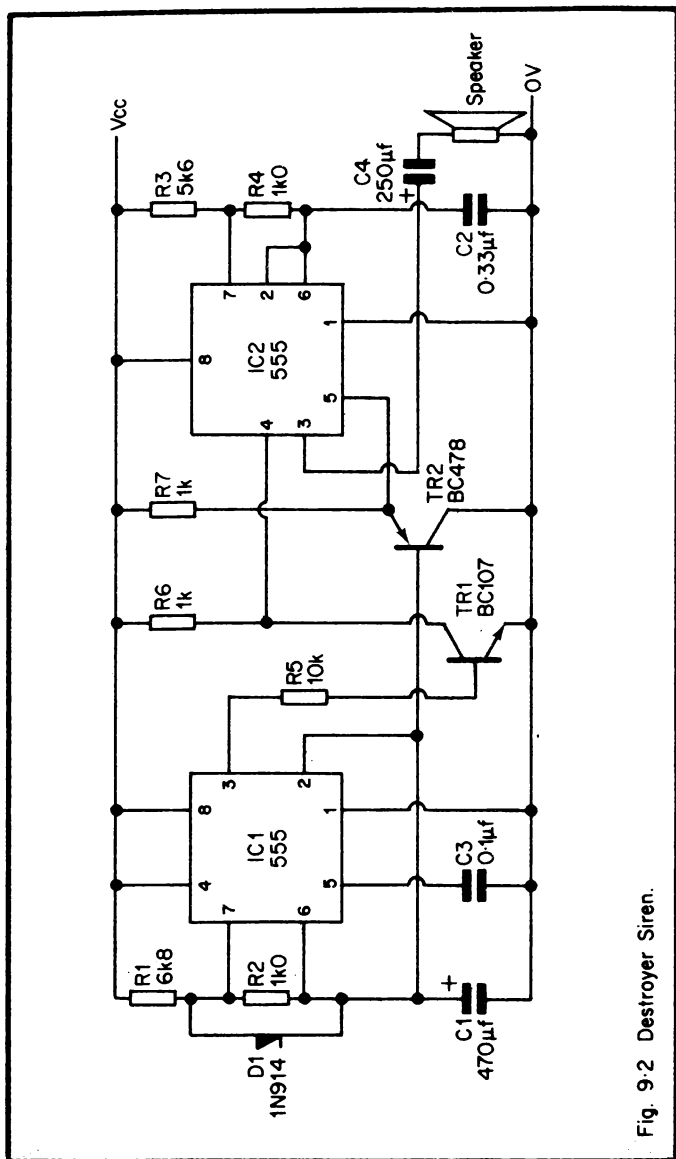 Vcc
R1
6k8
R2
1k0
D1
1N914
C1
470µf
+
4
8
7
6
5
1
2
3
IC1
555
C3
0·1µf
R5
10k
R6
1k
TR1
BC107
R7
1k
TR2
BC478
8
4
3
5
1
7
2
6
IC2
555
R3
5k6
R4
1k0
C4
250µf
+
C2
0·33µf
Speaker
0V
Fig. 9·2 Destroyer Siren.